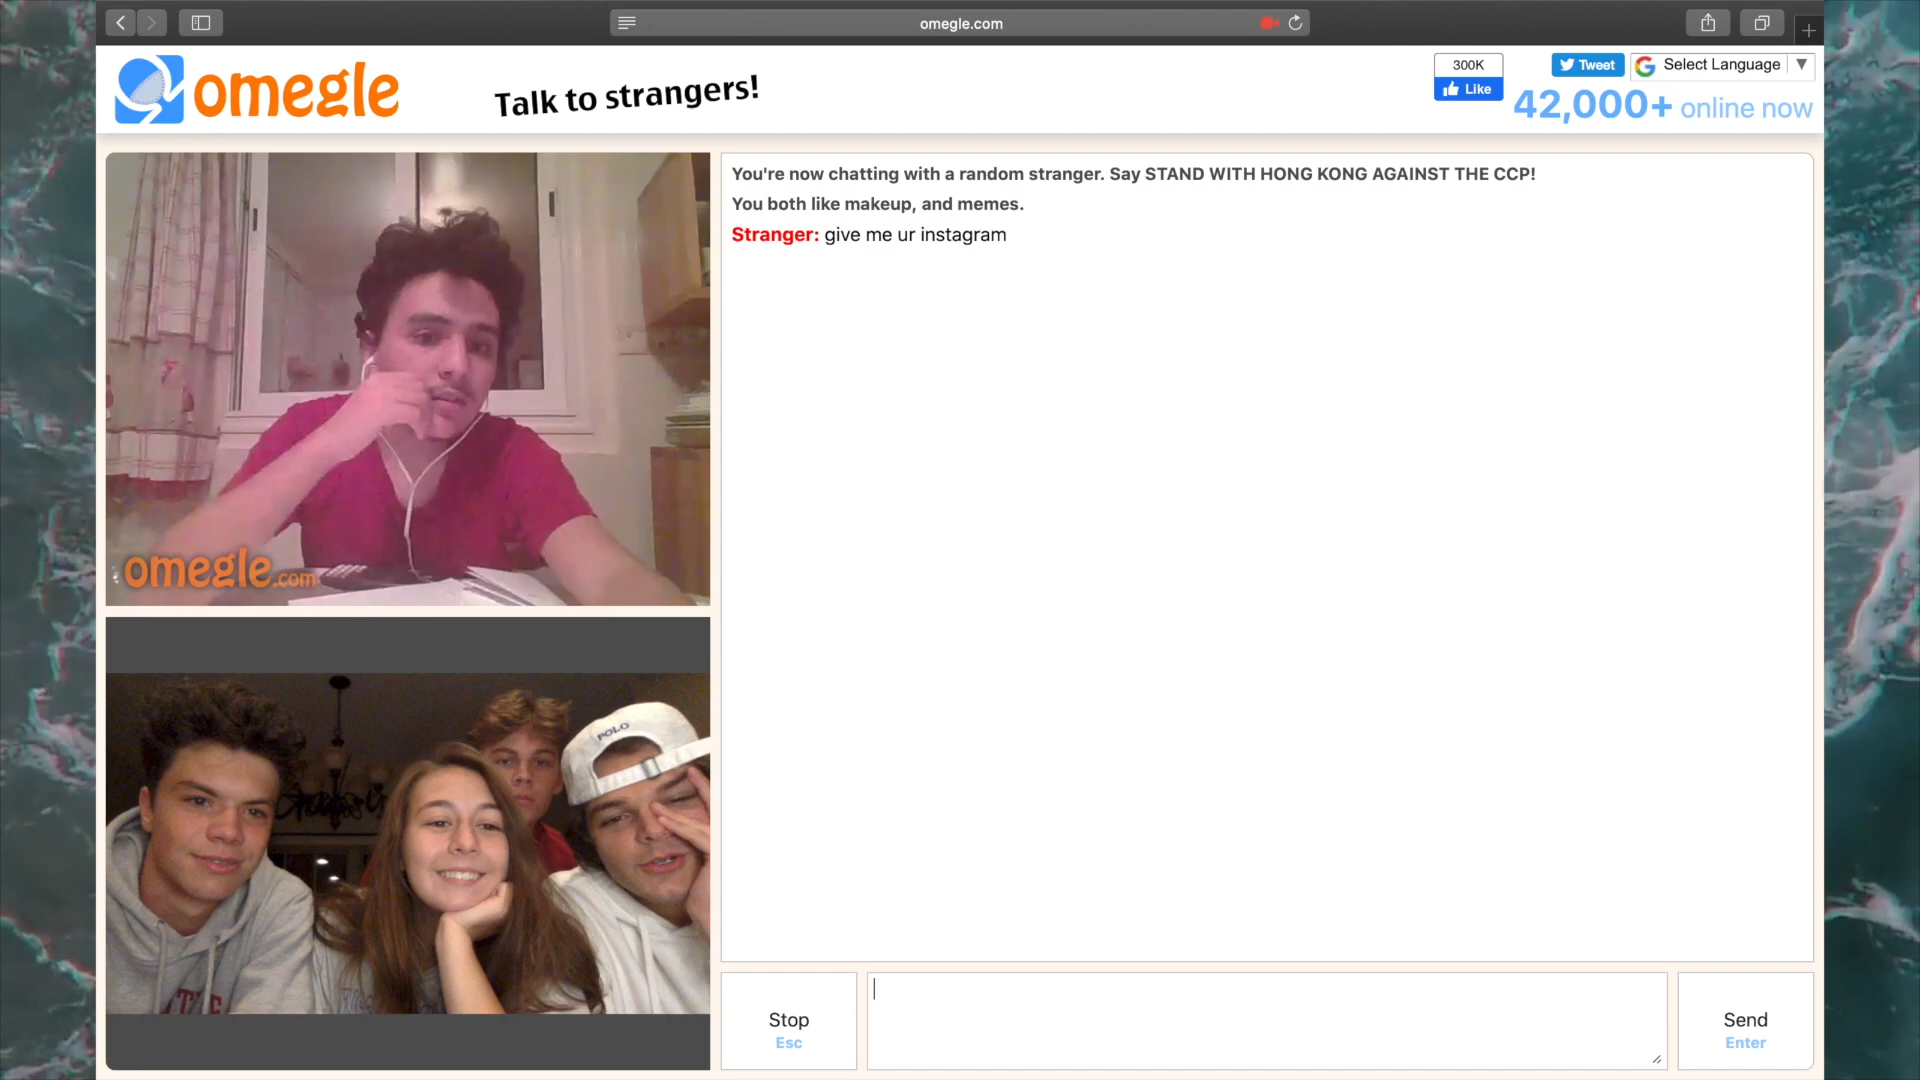 omegle.com
omegle
Talk to strangers!
300K
Like
Tweet
Select Language
42,000+ online now
You're now chatting with a random stranger. Say STAND WITH HONG KONG AGAINST THE CCP!
You both like makeup, and memes.
Stranger: give me ur instagram
omegle.com
POLO
Stop
Esc
Send
Enter